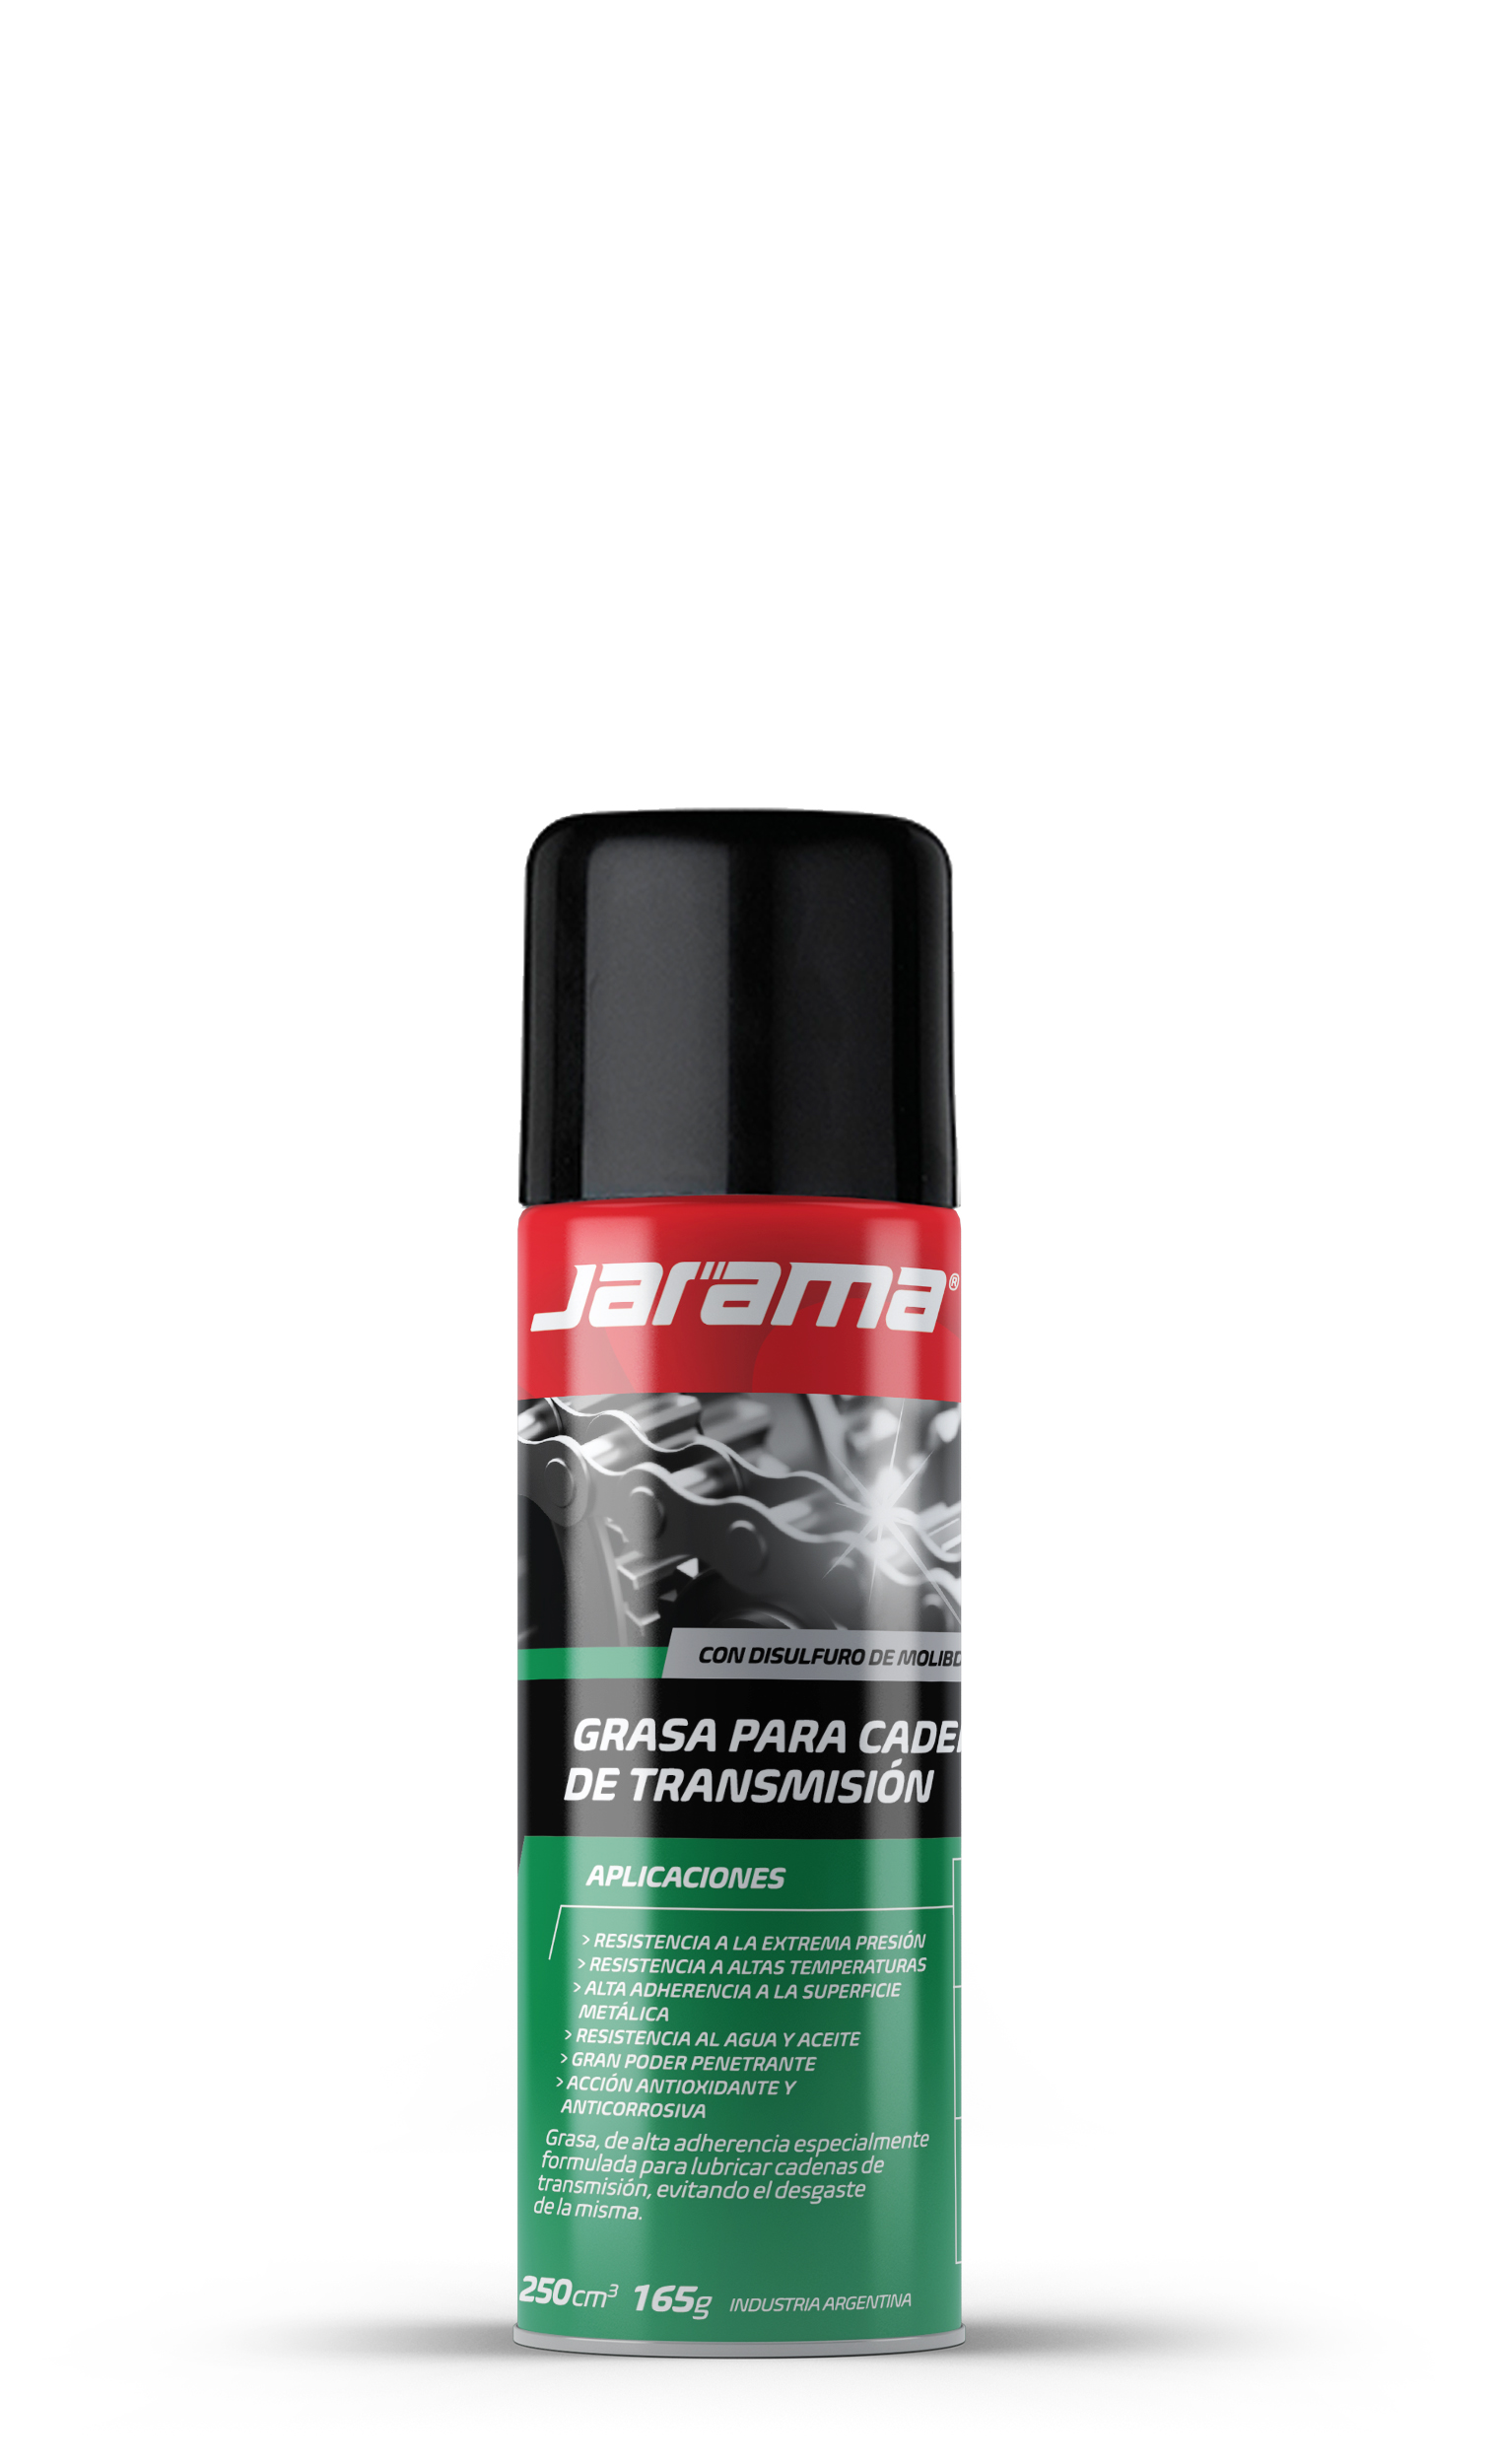 Jarama®
CON DISULFURO DE
GRASA PARA
DE TRANSMISIÓN
APLICACIONES
> RESISTENCIA A LA EXTREMA PRESIÓN
> RESISTENCIA A ALTAS TEMPERATURAS
> ALTA ADHERENCIA A LA SUPERFICIE
METÁLICA
> RESISTENCIA AL AGUA Y ACEITE
> GRAN PODER PENETRANTE
> ACCIÓN ANTIOXIDANTE Y
ANTICORROSIVA
Grasa, de alta adherencia especialmente
formulada para lubricar cadenas de
transmisión, evitando el desgaste
de la misma.
250cm³ 165g INDUSTRIA ARGENTINA